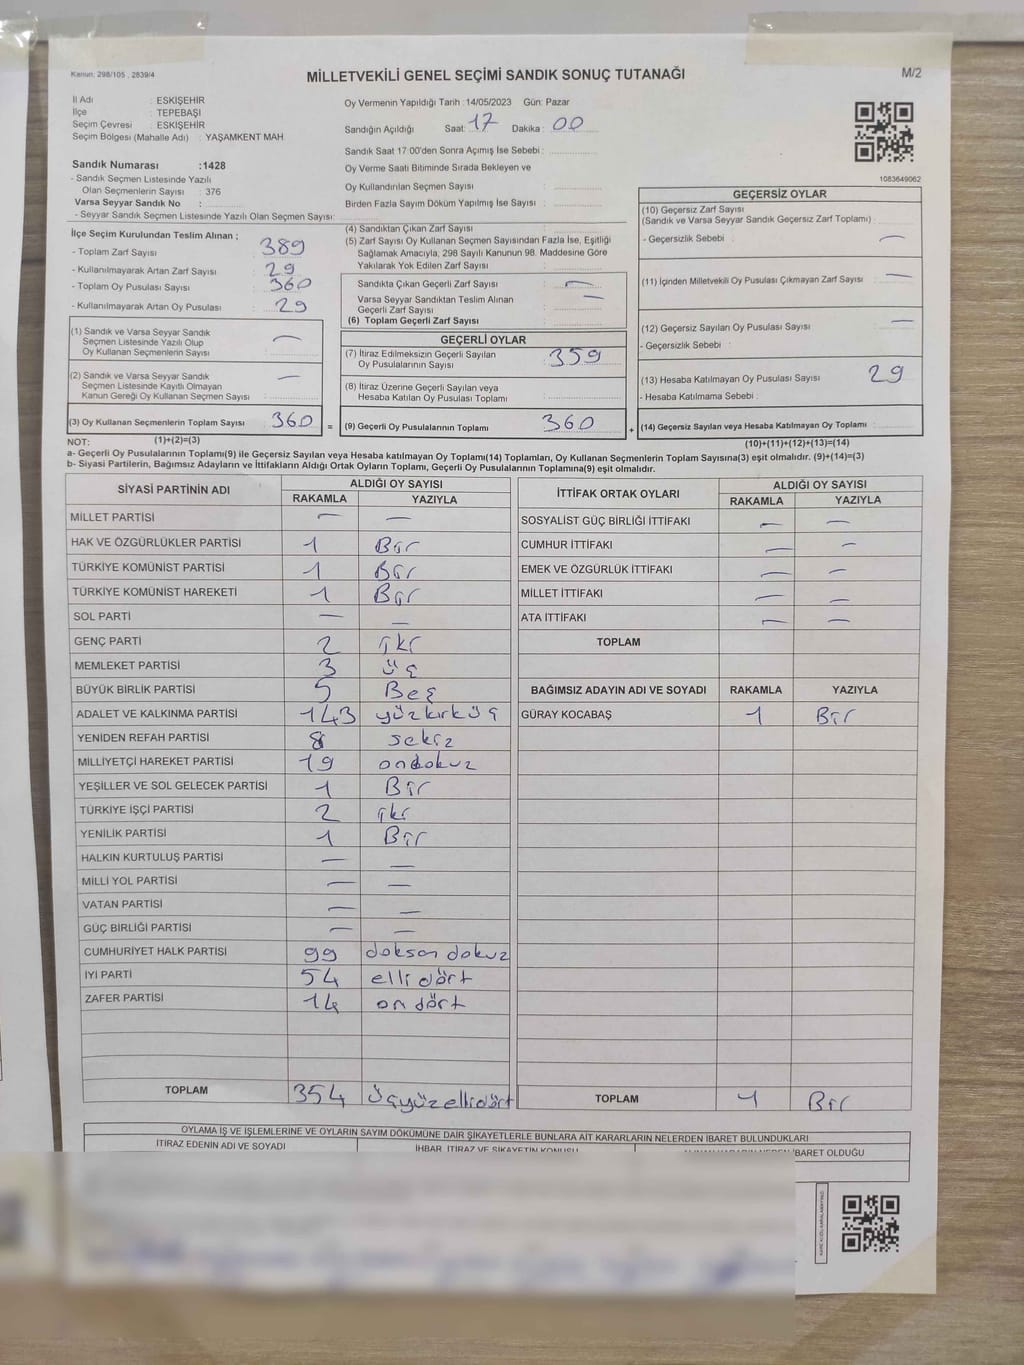 Kanun: 298/105 , 2839/4
MİLLETVEKİLİ GENEL SEÇİMİ SANDIK SONUÇ TUTANAĞI
M/2
İl Adı : ESKİŞEHİR
İlçe : TEPEBAŞI
Seçim Çevresi : ESKİŞEHİR
Seçim Bölgesi (Mahalle Adı) : YAŞAMKENT MAH
Sandık Numarası :1428
- Sandık Seçmen Listesinde Yazılı
Olan Seçmenlerin Sayısı : 376
Varsa Seyyar Sandık No :
- Seyyar Sandık Seçmen Listesinde Yazılı Olan Seçmen Sayısı:
Oy Vermenin Yapıldığı Tarih :14/05/2023 Gün: Pazar
Sandığın Açıldığı Saat: 17 Dakika : 00
Sandık Saat 17:00'den Sonra Açımış İse Sebebi :
Oy Verme Saati Bitiminde Sırada Bekleyen ve
Oy Kullandırılan Seçmen Sayısı :
Birden Fazla Sayım Döküm Yapılmış İse Sayısı :
1083649062
İlçe Seçim Kurulundan Teslim Alınan ;
- Toplam Zarf Sayısı : 389
- Kullanılmayarak Artan Zarf Sayısı : 29
- Toplam Oy Pusulası Sayısı : 360
- Kullanılmayarak Artan Oy Pusulası : 29
(1) Sandık ve Varsa Seyyar Sandık
Seçmen Listesinde Yazılı Olup
Oy Kullanan Seçmenlerin Sayısı : —
(2) Sandık ve Varsa Seyyar Sandık
Seçmen Listesinde Kayıtlı Olmayan
Kanun Gereği Oy Kullanan Seçmen Sayısı : —
(3) Oy Kullanan Seçmenlerin Toplam Sayısı 360 =
(4) Sandıktan Çıkan Zarf Sayısı :
(5) Zarf Sayısı Oy Kullanan Seçmen Sayısından Fazla İse, Eşitliği
Sağlamak Amacıyla, 298 Sayılı Kanunun 98. Maddesine Göre
Yakılarak Yok Edilen Zarf Sayısı :
Sandıkta Çıkan Geçerli Zarf Sayısı : —
Varsa Seyyar Sandıktan Teslim Alınan
Geçerli Zarf Sayısı : —
(6) Toplam Geçerli Zarf Sayısı :
GEÇERLİ OYLAR
(7) İtiraz Edilmeksizin Geçerli Sayılan
Oy Pusulalarının Sayısı : 359
(8) İtiraz Üzerine Geçerli Sayılan veya
Hesaba Katılan Oy Pusulası Toplamı :
(9) Geçerli Oy Pusulalarının Toplamı : 360 +
GEÇERSİZ OYLAR
(10) Geçersiz Zarf Sayısı
(Sandık ve Varsa Seyyar Sandık Geçersiz Zarf Toplamı) :
- Geçersizlik Sebebi : —
(11) İçinden Milletvekili Oy Pusulası Çıkmayan Zarf Sayısı : —
(12) Geçersiz Sayılan Oy Pusulası Sayısı : —
- Geçersizlik Sebebi :
(13) Hesaba Katılmayan Oy Pusulası Sayısı : 29
- Hesaba Katılmama Sebebi :
(14) Geçersiz Sayılan veya Hesaba Katılmayan Oy Toplamı :
NOT: (1)+(2)=(3) (10)+(11)+(12)+(13)=(14)
a- Geçerli Oy Pusulalarının Toplamı(9) ile Geçersiz Sayılan veya Hesaba katılmayan Oy Toplamı(14) Toplamları, Oy Kullanan Seçmenlerin Toplam Sayısına(3) eşit olmalıdır. (9)+(14)=(3)
b- Siyasi Partilerin, Bağımsız Adayların ve İttifakların Aldığı Ortak Oyların Toplamı, Geçerli Oy Pusulalarının Toplamına(9) eşit olmalıdır.
SİYASİ PARTİNİN ADI ALDIĞI OY SAYISI
RAKAMLA YAZIYLA
MİLLET PARTİSİ — —
HAK VE ÖZGÜRLÜKLER PARTİSİ 1 Bir
TÜRKİYE KOMÜNİST PARTİSİ 1 Bir
TÜRKİYE KOMÜNİST HAREKETİ 1 Bir
SOL PARTİ — —
GENÇ PARTİ 2 iki
MEMLEKET PARTİSİ 3 üç
BÜYÜK BİRLİK PARTİSİ 5 Beş
ADALET VE KALKINMA PARTİSİ 143 yüzkırküç
YENİDEN REFAH PARTİSİ 8 sekiz
MİLLİYETÇİ HAREKET PARTİSİ 19 ondokuz
YEŞİLLER VE SOL GELECEK PARTİSİ 1 Bir
TÜRKİYE İŞÇİ PARTİSİ 2 iki
YENİLİK PARTİSİ 1 Bir
HALKIN KURTULUŞ PARTİSİ — —
MİLLİ YOL PARTİSİ — —
VATAN PARTİSİ — —
GÜÇ BİRLİĞİ PARTİSİ — —
CUMHURİYET HALK PARTİSİ 99 doksan dokuz
İYİ PARTİ 54 elli dört
ZAFER PARTİSİ 14 on dört
TOPLAM 354 üçyüzellidört
İTTİFAK ORTAK OYLARI ALDIĞI OY SAYISI
RAKAMLA YAZIYLA
SOSYALİST GÜÇ BİRLİĞİ İTTİFAKI — —
CUMHUR İTTİFAKI — —
EMEK VE ÖZGÜRLÜK İTTİFAKI — —
MİLLET İTTİFAKI — —
ATA İTTİFAKI — —
TOPLAM
BAĞIMSIZ ADAYIN ADI VE SOYADI RAKAMLA YAZIYLA
GÜRAY KOCABAŞ 1 Bir
TOPLAM 1 Bir
OYLAMA İŞ VE İŞLEMLERİNE VE OYLARIN SAYIM DÖKÜMÜNE DAİR ŞİKAYETLERLE BUNLARA AİT KARARLARIN NELERDEN İBARET BULUNDUKLARI
İTİRAZ EDENİN ADI VE SOYADI İHBAR, İTİRAZ VE ŞİKAYETİN KONUSU İBARET OLDUĞU